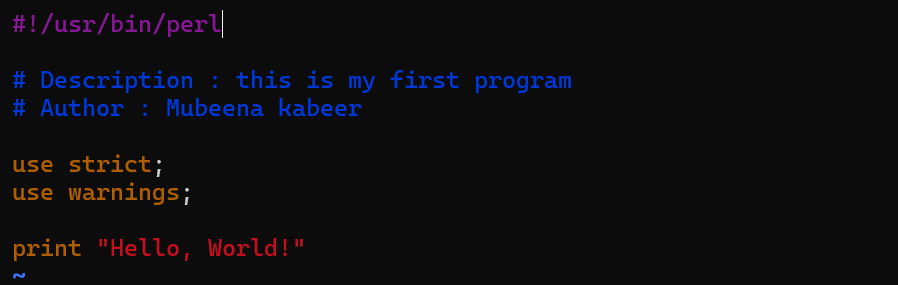 #!/usr/bin/perl
# Description : this is my first program
# Author : Mubeena kabeer
use strict;
use warnings;
print "Hello, World!"
~